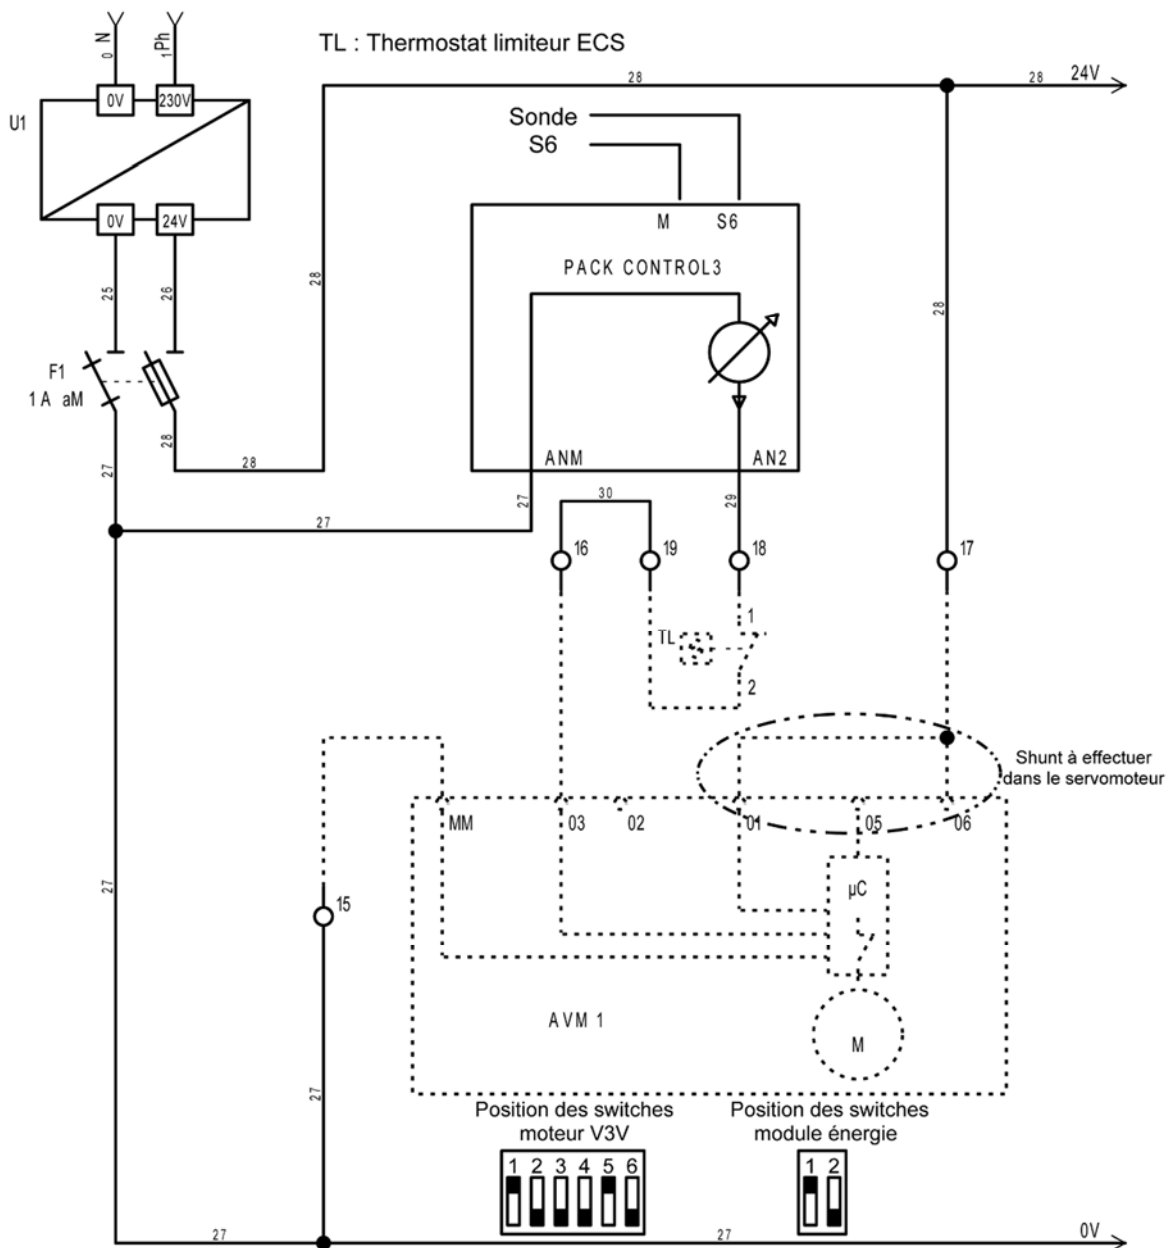 TL : Thermostat limiteur ECS
0 N
1 Ph
28
28
24V
0V
230V
U1
Sonde
S6
0V
24V
M
S6
PACK CONTROL3
25
26
28
28
F1
1 A aM
28
28
27
ANM
AN2
27
27
30
29
16
19
18
17
TL
1
2
Shunt à effectuer
dans le servomoteur
MM
03
02
01
05
06
27
15
µC
AVM 1
M
27
Position des switches
moteur V3V
Position des switches
module énergie
1 2 3 4 5 6
1 2
27
27
0V